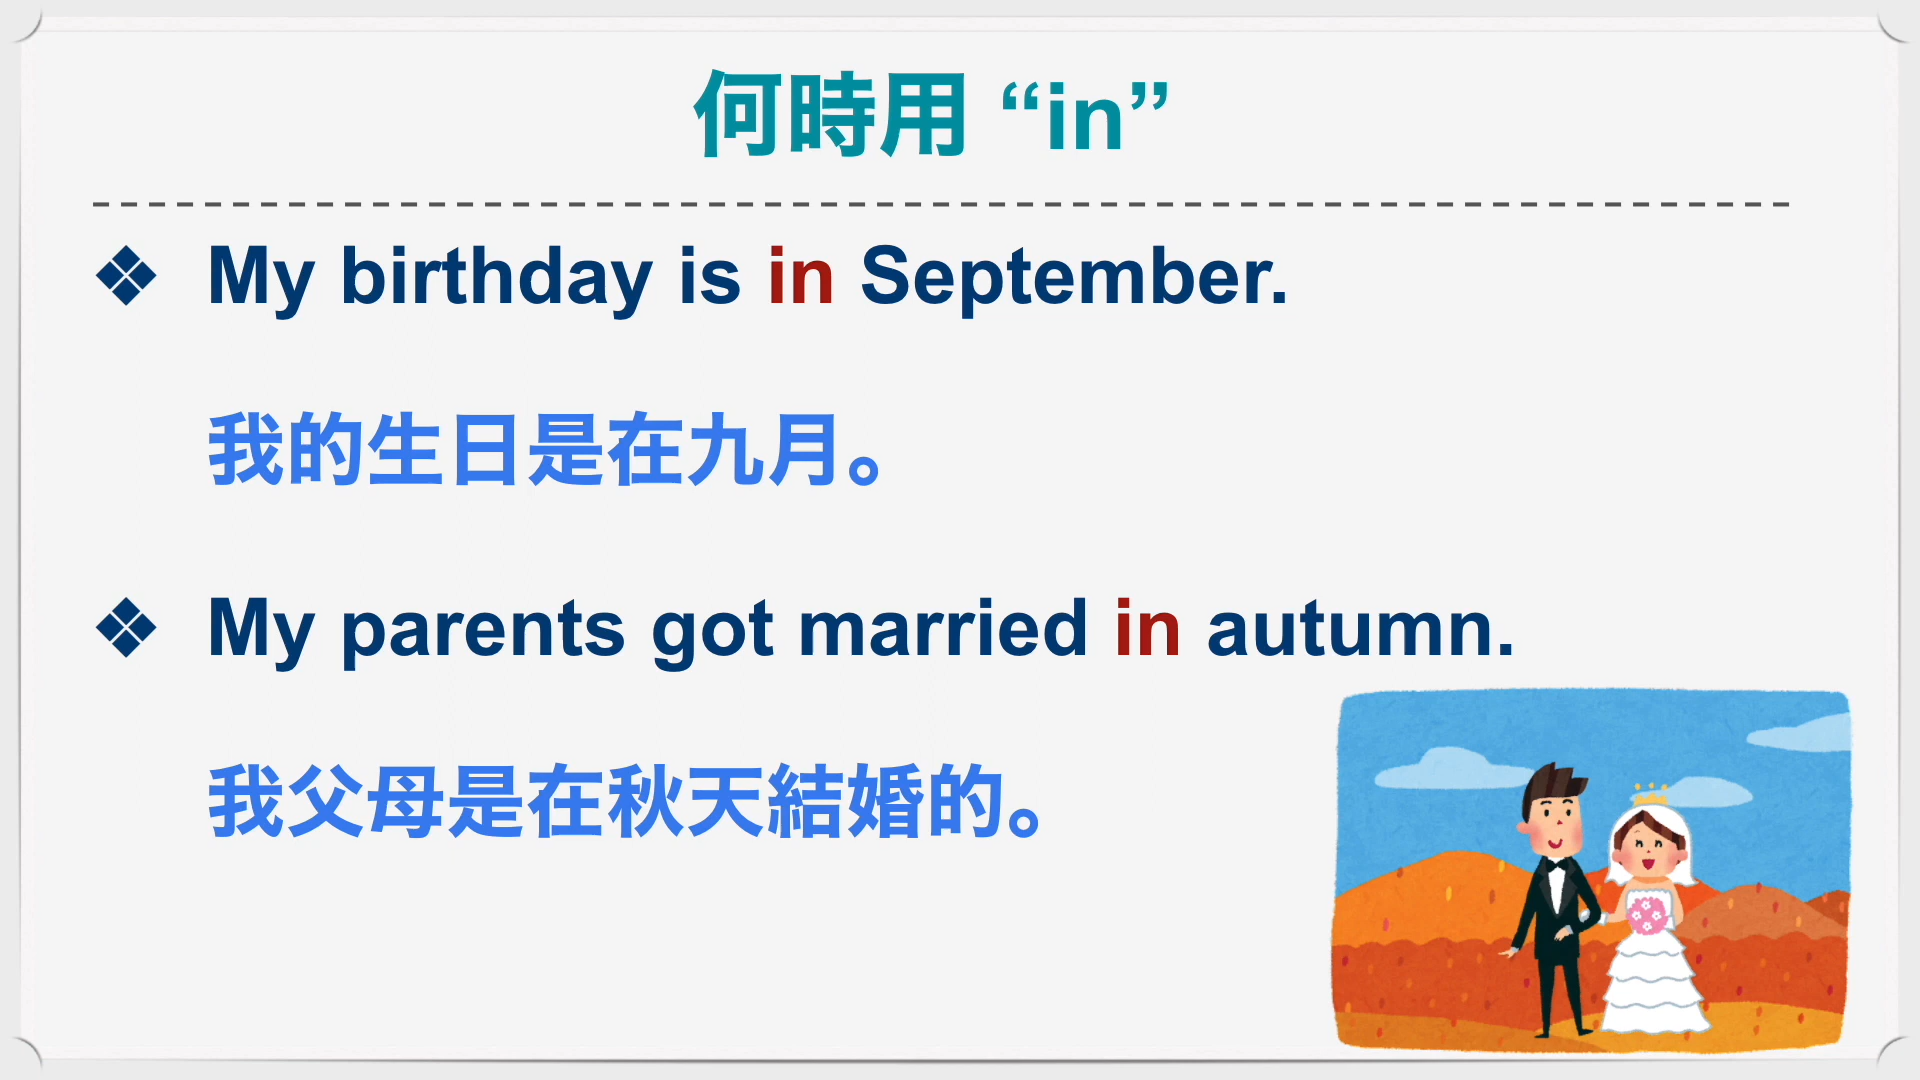 何時用 “in”
❖ My birthday is in September.
我的生日是在九月。
❖ My parents got married in autumn.
我父母是在秋天結婚的。